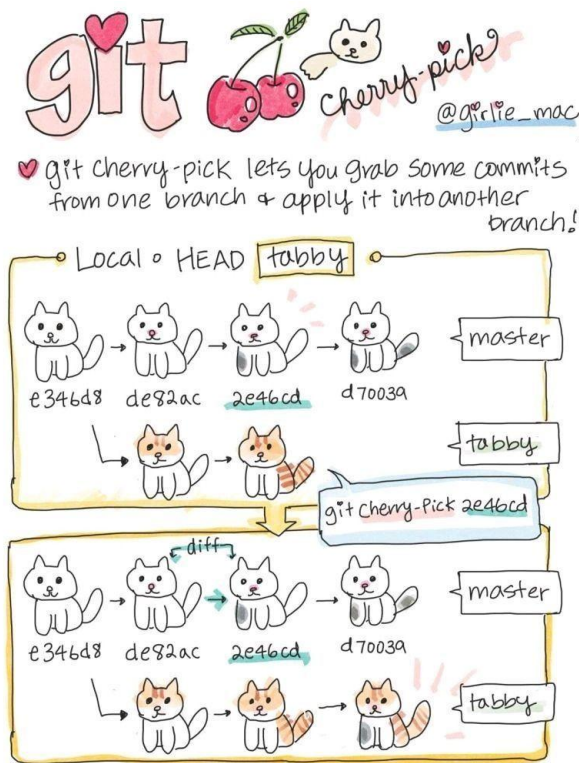 git cherry-pick
@girlie_mac
git cherry-pick lets you grab some commits
from one branch & apply it into another
branch!
Local HEAD tabby
master
e346d8 de82ac 2e46cd d7003a
tabby
git cherry-pick 2e46cd
diff
master
e346d8 de82ac 2e46cd d7003a
tabby